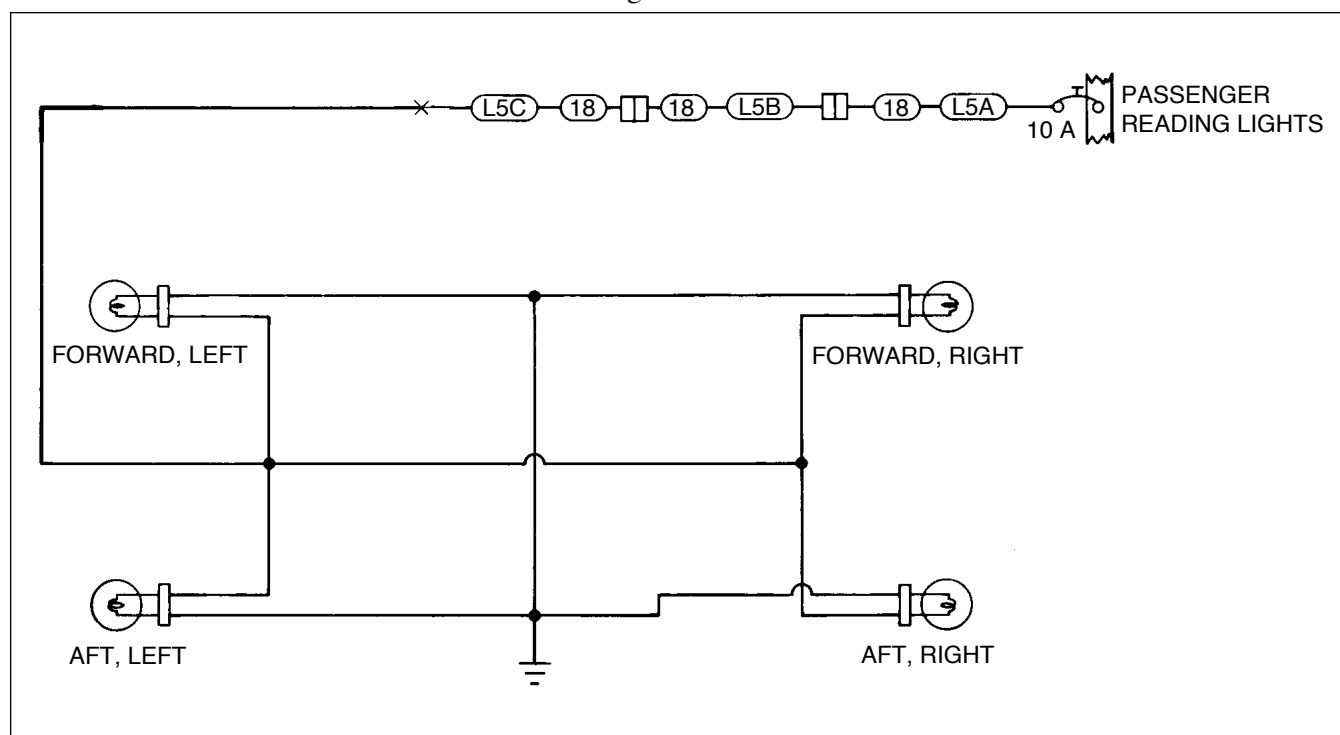 L5C 18 18 L5B 18 L5A PASSENGER
10 A READING LIGHTS
FORWARD, LEFT FORWARD, RIGHT
AFT, LEFT AFT, RIGHT